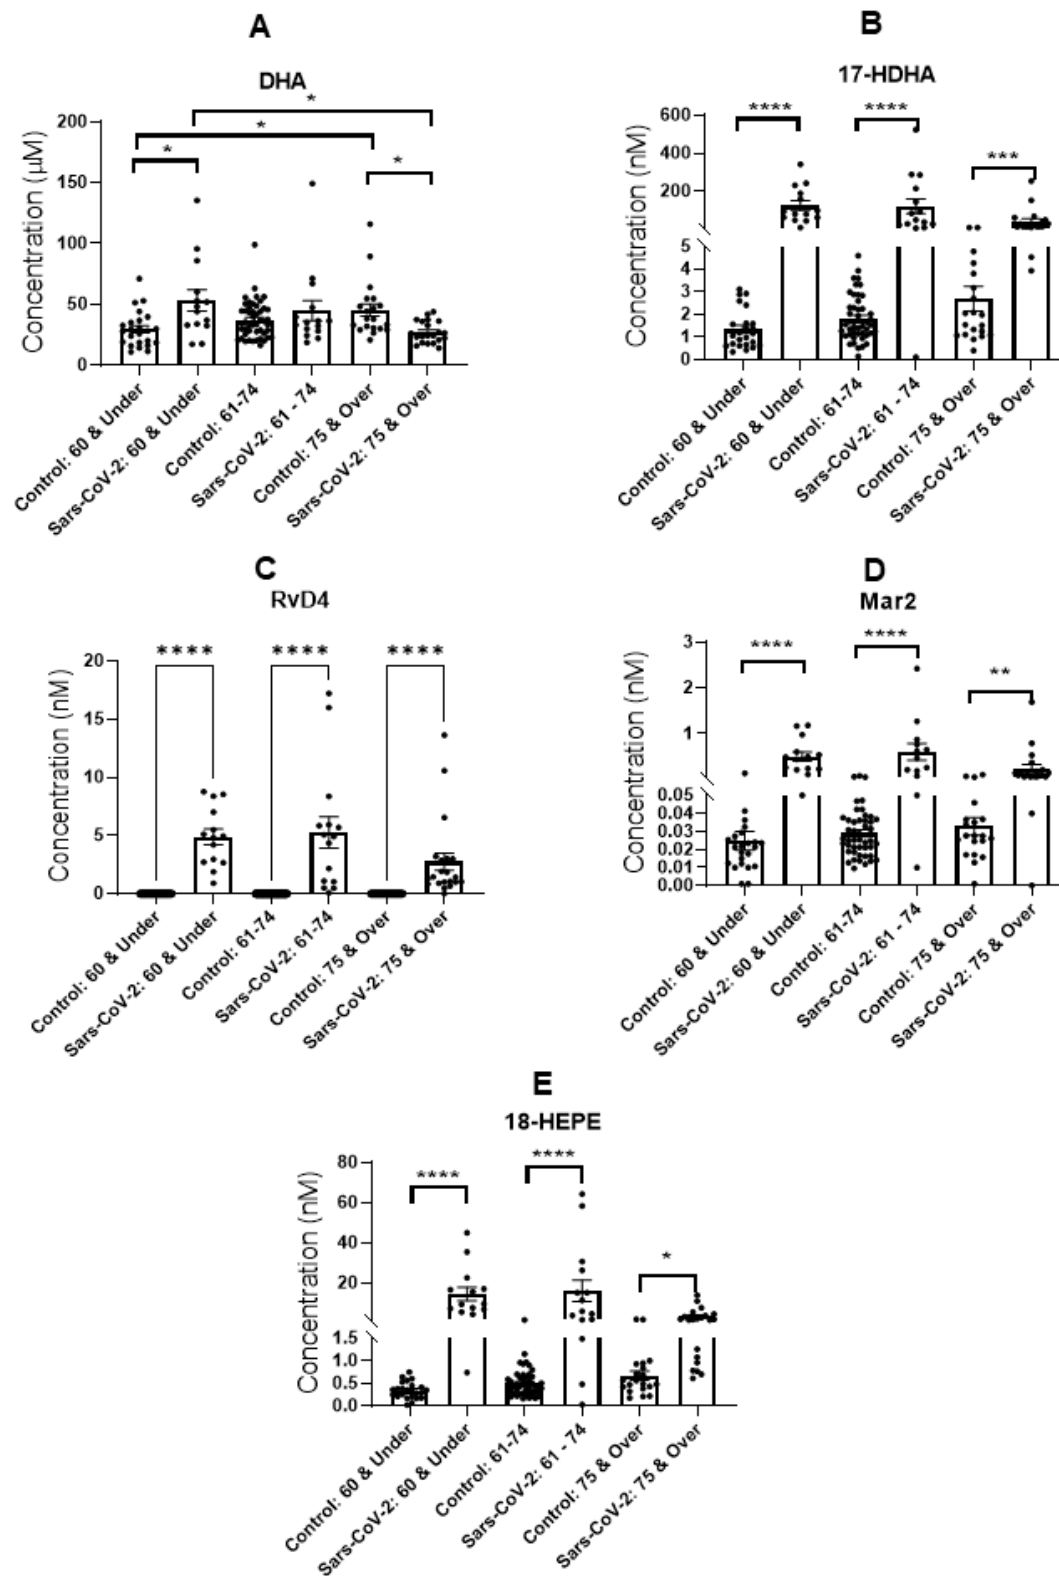 A
DHA
*
*
*
*
Concentration (µM)
200
150
100
50
0
Control: 60 & Under
Sars-CoV-2: 60 & Under
Control: 61-74
Sars-CoV-2: 61 - 74
Control: 75 & Over
Sars-CoV-2: 75 & Over
B
17-HDHA
****
****
***
Concentration (nM)
600
400
200
5
4
3
2
1
0
Control: 60 & Under
Sars-CoV-2: 60 & Under
Control: 61-74
Sars-CoV-2: 61 - 74
Control: 75 & Over
Sars-CoV-2: 75 & Over
C
RvD4
****
****
****
Concentration (nM)
20
15
10
5
0
Control: 60 & Under
Sars-CoV-2: 60 & Under
Control: 61-74
Sars-CoV-2: 61-74
Control: 75 & Over
Sars-CoV-2: 75 & Over
D
Mar2
****
****
**
Concentration (nM)
3
2
1
0.05
0.04
0.03
0.02
0.01
0.00
Control: 60 & Under
Sars-CoV-2: 60 & Under
Control: 61-74
Sars-CoV-2: 61 - 74
Control: 75 & Over
Sars-CoV-2: 75 & Over
E
18-HEPE
****
****
*
Concentration (nM)
80
60
40
20
1.5
1.0
0.5
0.0
Control: 60 & Under
Sars-CoV-2: 60 & Under
Control: 61-74
Sars-CoV-2: 61 - 74
Control: 75 & Over
Sars-CoV-2: 75 & Over